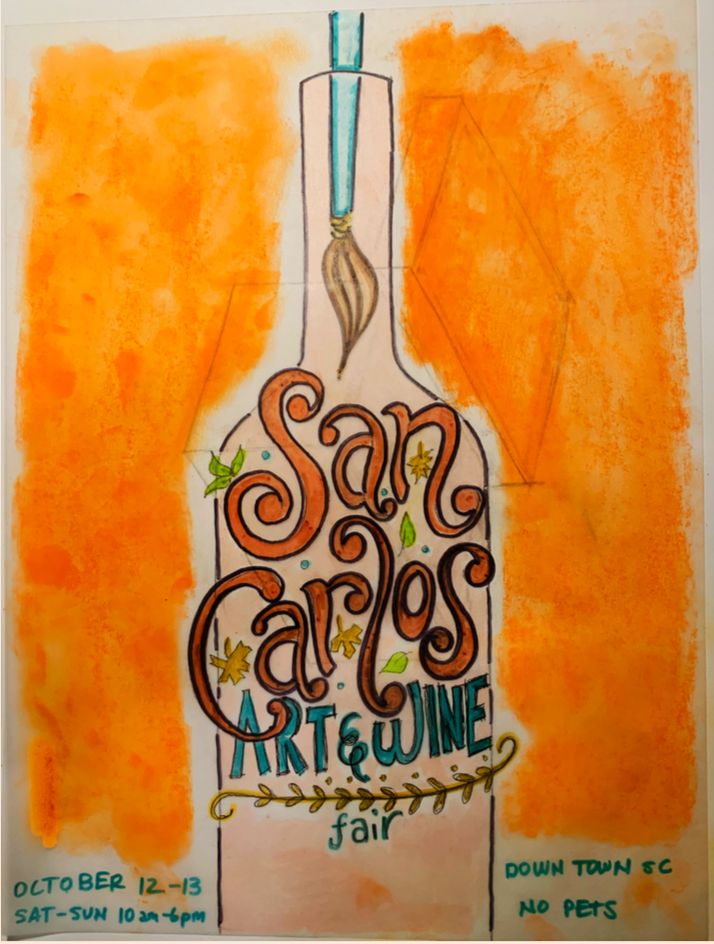 San
Carlos
ART & WINE
fair
OCTOBER 12-13
SAT-SUN 10am-6pm
DOWN TOWN SC
NO PETS